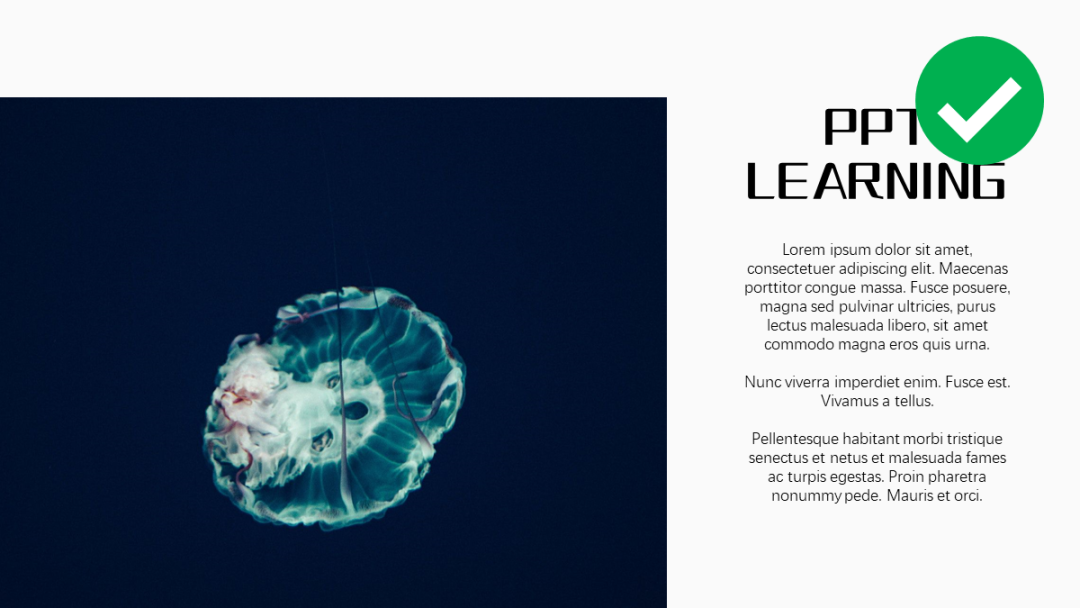 PPT
LEARNING
Lorem ipsum dolor sit amet,
consectetuer adipiscing elit. Maecenas
porttitor congue massa. Fusce posuere,
magna sed pulvinar ultricies, purus
lectus malesuada libero, sit amet
commodo magna eros quis urna.
Nunc viverra imperdiet enim. Fusce est.
Vivamus a tellus.
Pellentesque habitant morbi tristique
senectus et netus et malesuada fames
ac turpis egestas. Proin pharetra
nonummy pede. Mauris et orci.